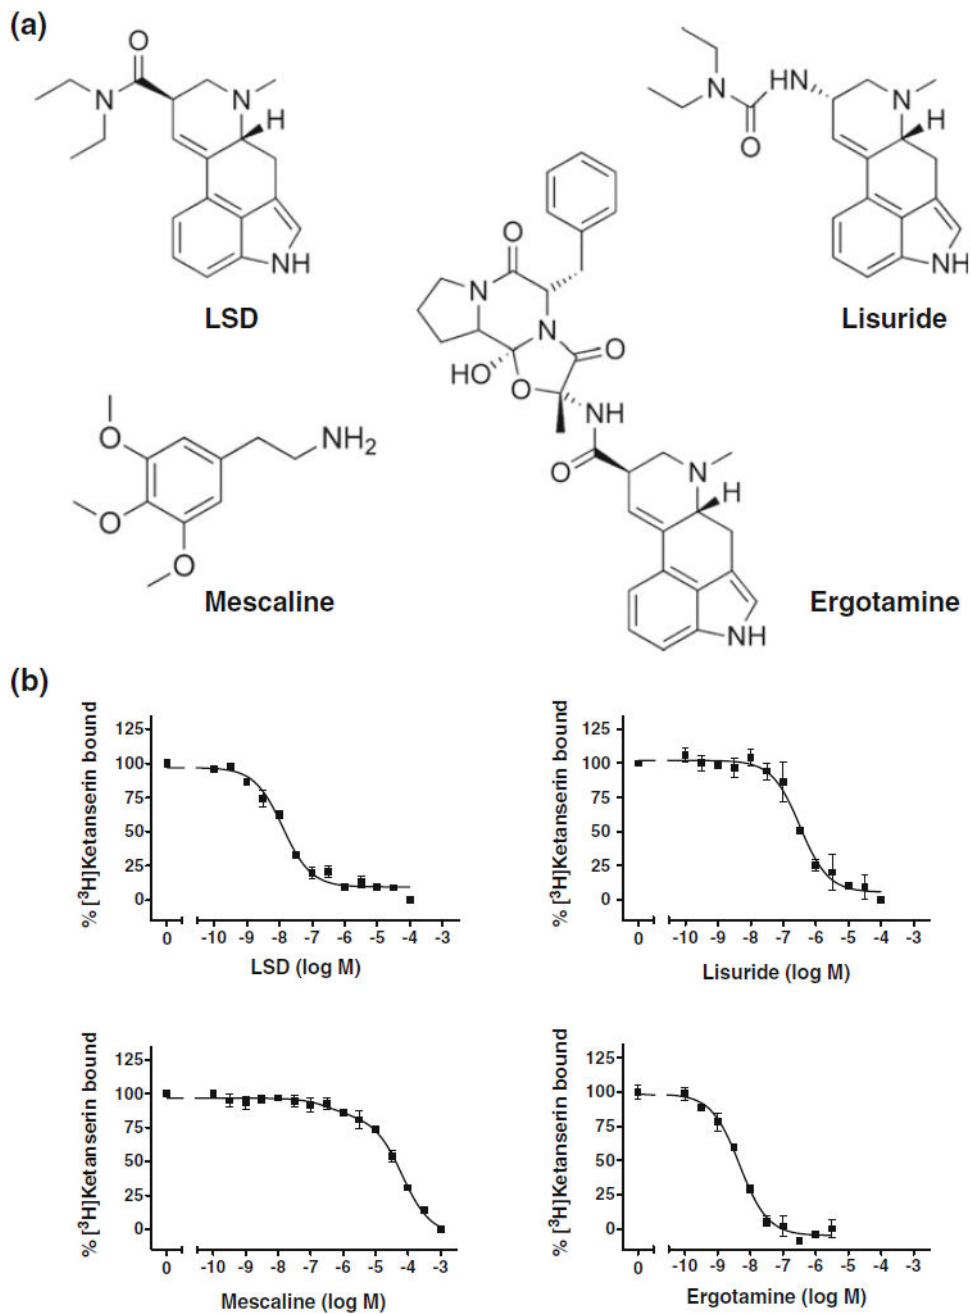 (a)
O
N
N
H
NH
LSD
N
HN
O
N
H
NH
Lisuride
O
N
N
HO
O
O
NH
O
N
H
NH
Ergotamine
O
O
O
NH2
Mescaline
(b)
% [³H]Ketanserin bound
125
100
75
50
25
0
0 -10 -9 -8 -7 -6 -5 -4 -3
LSD (log M)
% [³H]Ketanserin bound
125
100
75
50
25
0
0 -10 -9 -8 -7 -6 -5 -4 -3
Lisuride (log M)
% [³H]Ketanserin bound
125
100
75
50
25
0
0 -10 -9 -8 -7 -6 -5 -4 -3
Mescaline (log M)
% [³H]Ketanserin bound
125
100
75
50
25
0
0 -10 -9 -8 -7 -6 -5 -4 -3
Ergotamine (log M)